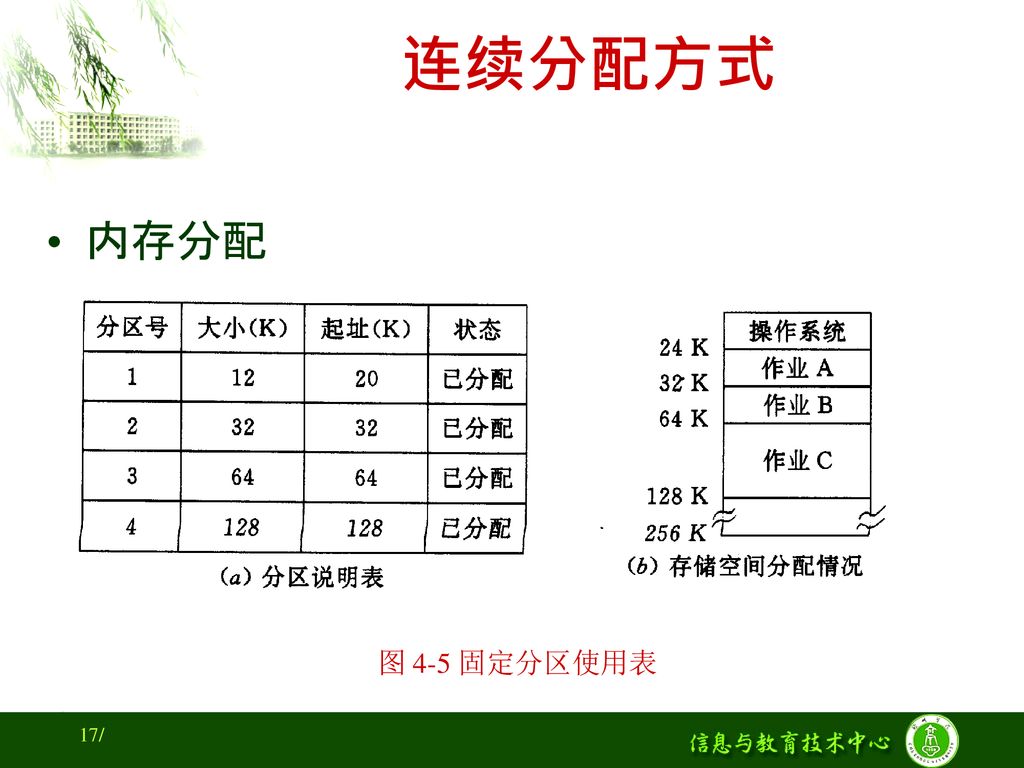 连续分配方式
• 内存分配
分区号 大小(K) 起址(K) 状态
1 12 20 已分配
2 32 32 已分配
3 64 64 已分配
4 128 128 已分配
(a) 分区说明表
操作系统
24 K
作业 A
32 K
作业 B
64 K
作业 C
128 K
256 K
(b) 存储空间分配情况
图 4-5 固定分区使用表
17/
信息与教育技术中心